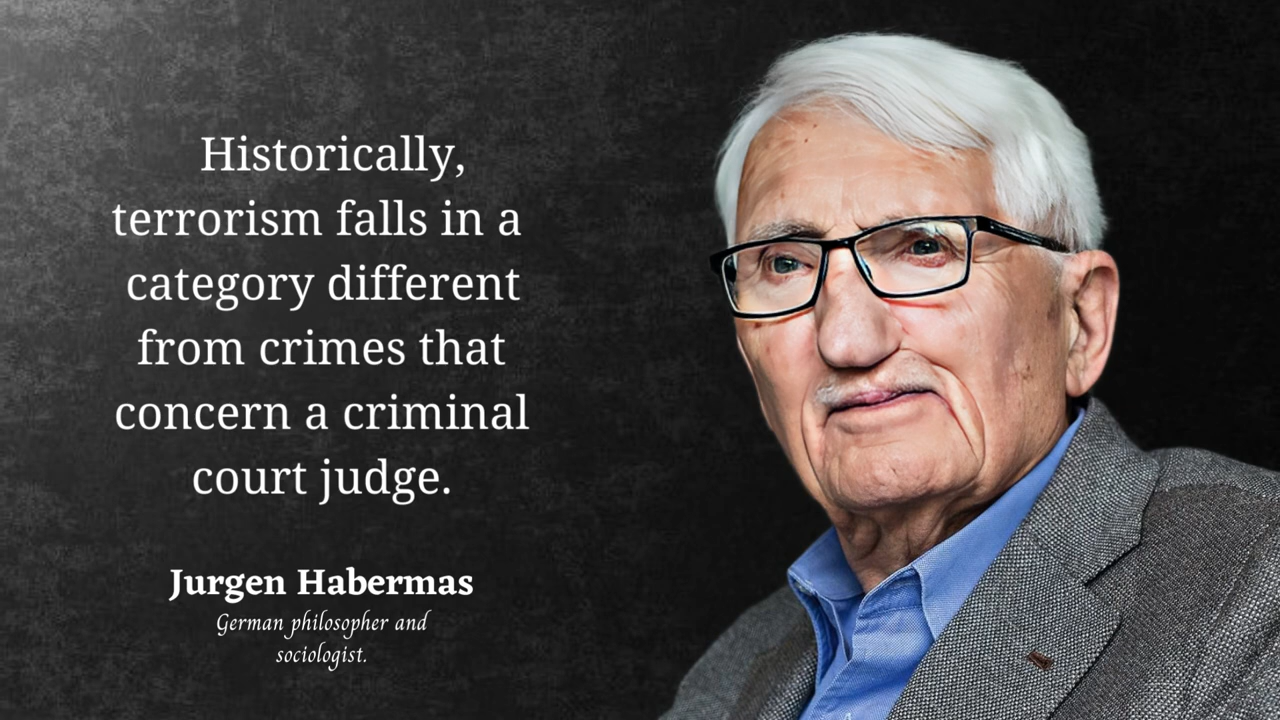 Historically,
terrorism falls in a
category different
from crimes that
concern a criminal
court judge.
Jurgen Habermas
German philosopher and
sociologist.